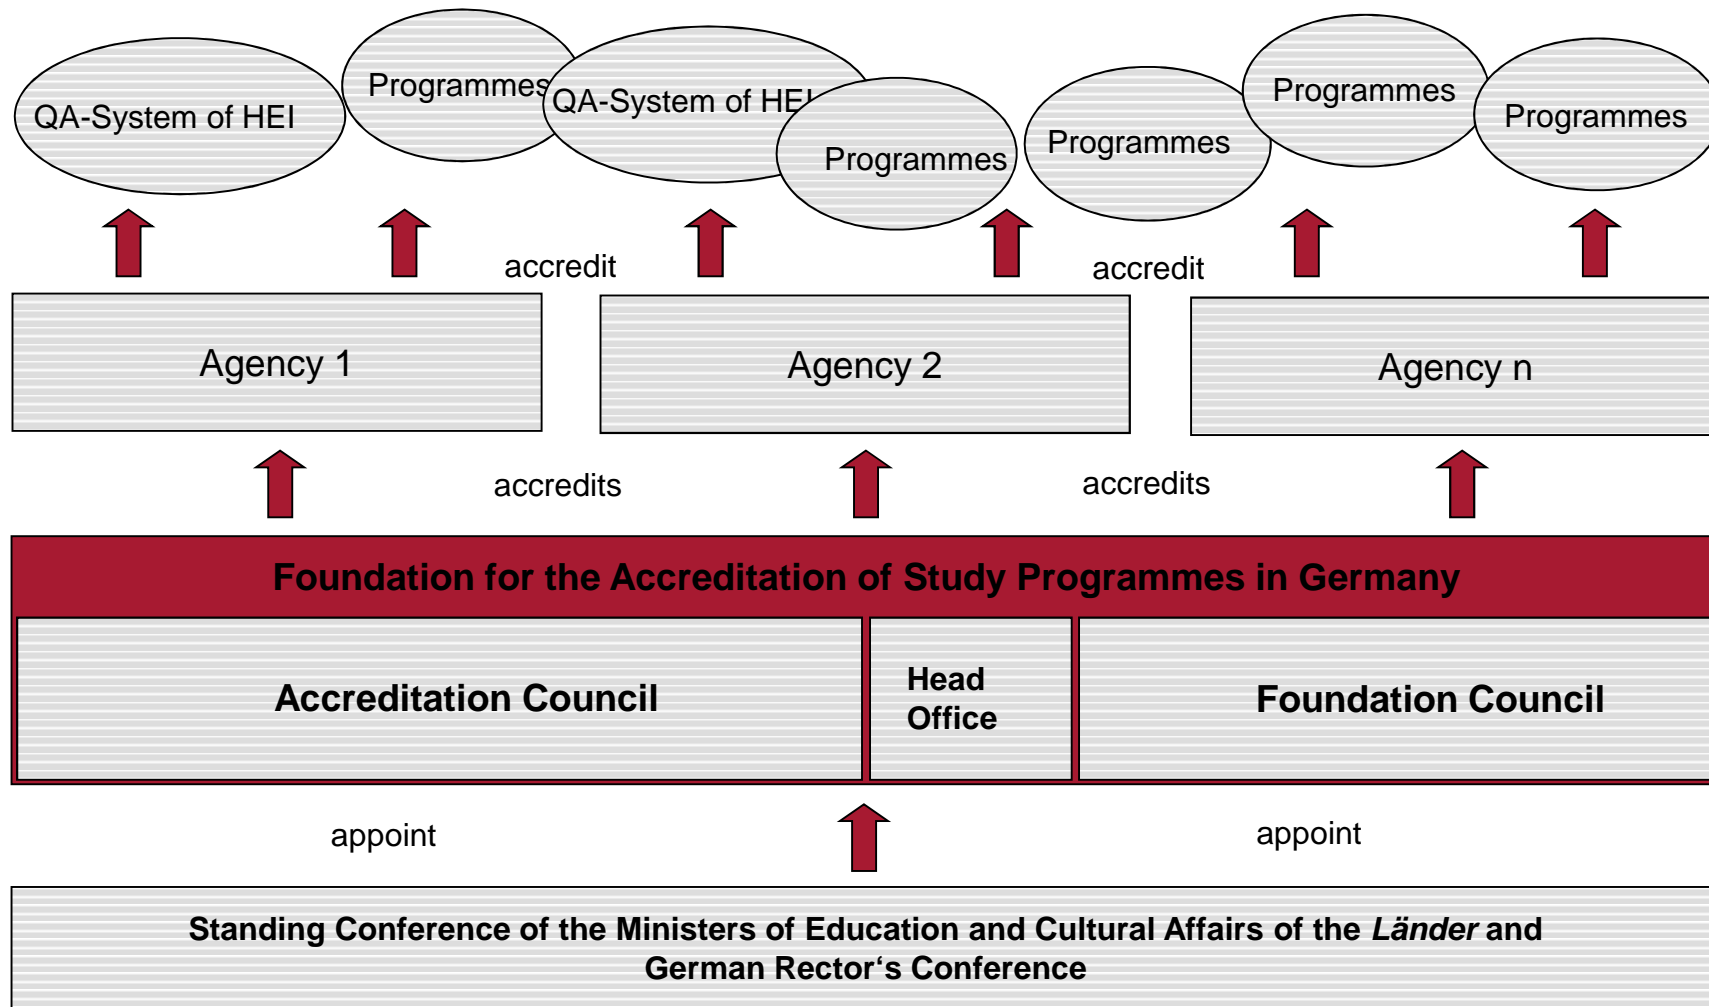 QA-System of HEI
Programmes
QA-System of HEI
Programmes
Programmes
Programmes
Programmes
accredit
accredit
Agency 1
Agency 2
Agency n
accredits
accredits
Foundation for the Accreditation of Study Programmes in Germany
Accreditation Council
Head
Office
Foundation Council
appoint
appoint
Standing Conference of the Ministers of Education and Cultural Affairs of the Länder and
German Rector‘s Conference